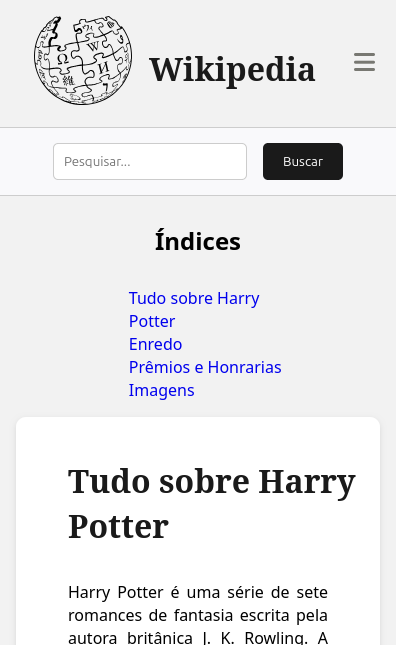 Wikipedia
Pesquisar...
Buscar
Índices
Tudo sobre Harry
Potter
Enredo
Prêmios e Honrarias
Imagens
Tudo sobre Harry
Potter
Harry Potter é uma série de sete
romances de fantasia escrita pela
autora britânica J. K. Rowling. A